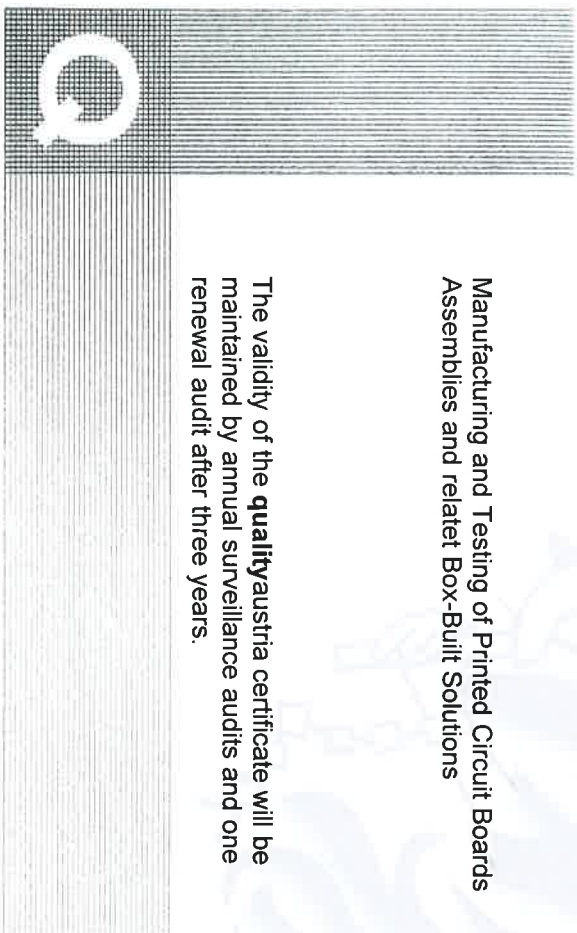 Manufacturing and Testing of Printed Circuit Boards
Assemblies and relatet Box-Built Solutions
The validity of the qualityaustria certificate will be
maintained by annual surveillance audits and one
renewal audit after three years.
Q